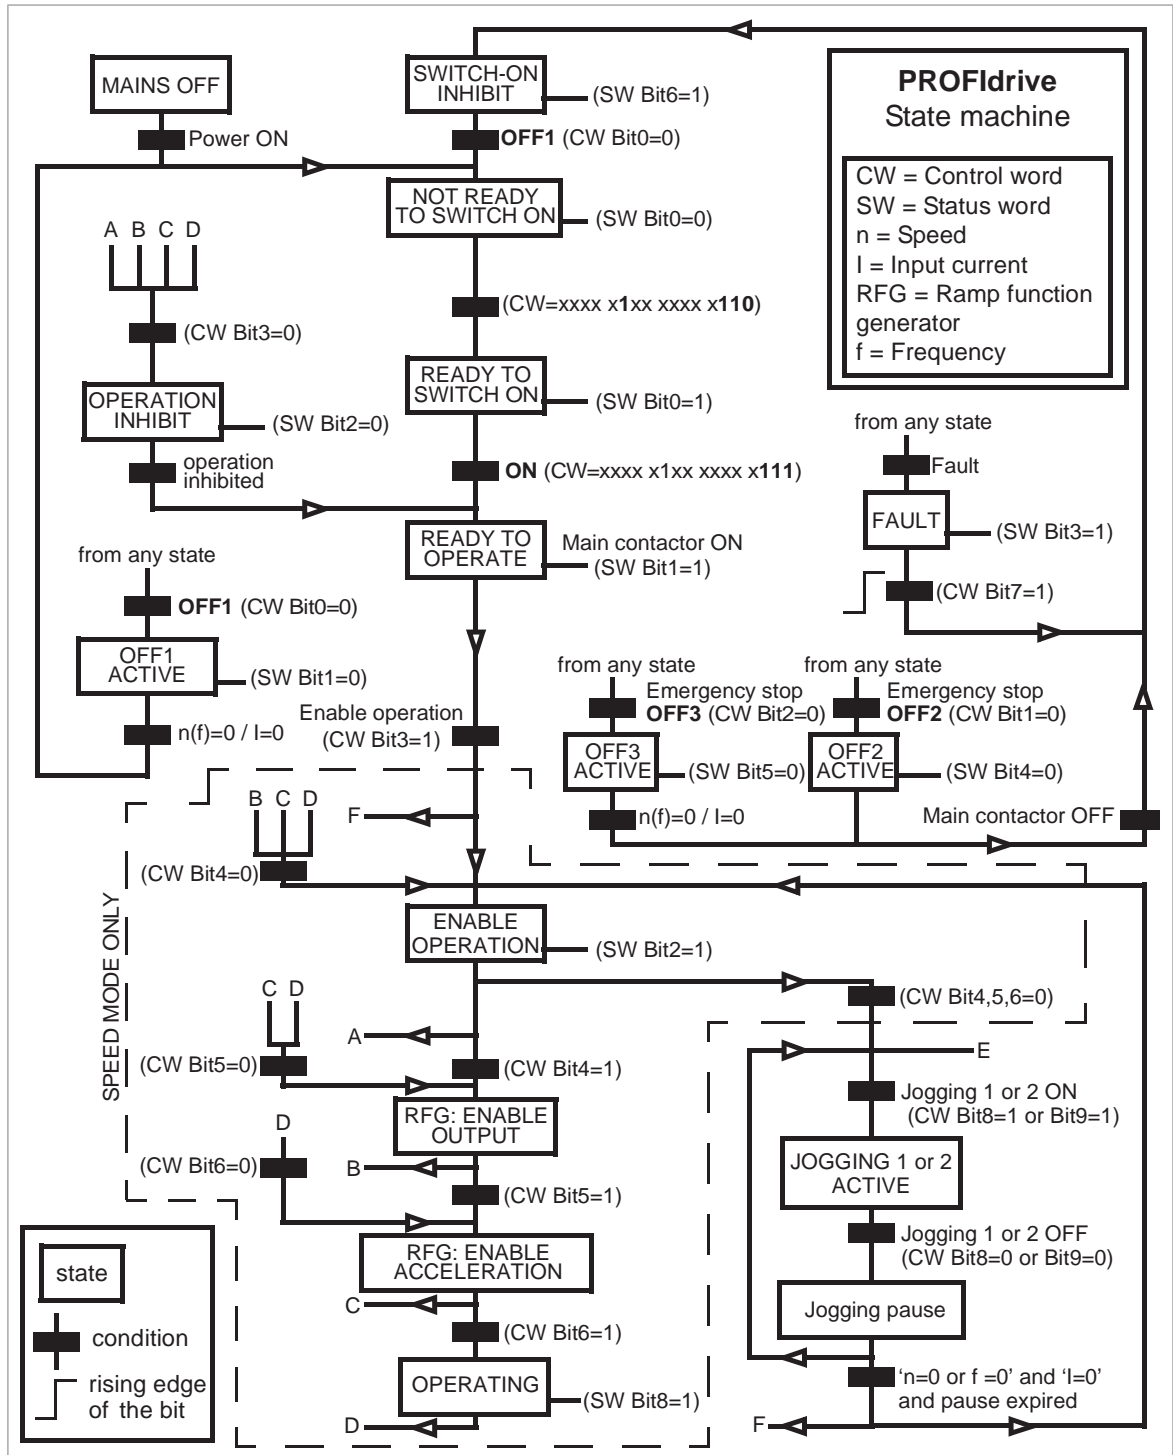 PROFIdrive
State machine
CW = Control word
SW = Status word
n = Speed
I = Input current
RFG = Ramp function
generator
f = Frequency
MAINS OFF
Power ON
SWITCH-ON
INHIBIT
(SW Bit6=1)
OFF1 (CW Bit0=0)
NOT READY
TO SWITCH ON
(SW Bit0=0)
A B C D
(CW Bit3=0)
(CW=xxxx x1xx xxxx x110)
OPERATION
INHIBIT
(SW Bit2=0)
operation
inhibited
READY TO
SWITCH ON
(SW Bit0=1)
ON (CW=xxxx x1xx xxxx x111)
READY TO
OPERATE
Main contactor ON
(SW Bit1=1)
from any state
Fault
FAULT
(SW Bit3=1)
(CW Bit7=1)
from any state
OFF1 (CW Bit0=0)
OFF1
ACTIVE
(SW Bit1=0)
n(f)=0 / I=0
Enable operation
(CW Bit3=1)
from any state
Emergency stop
OFF3 (CW Bit2=0)
OFF3
ACTIVE
(SW Bit5=0)
n(f)=0 / I=0
from any state
Emergency stop
OFF2 (CW Bit1=0)
OFF2
ACTIVE
(SW Bit4=0)
Main contactor OFF
B C D
F
(CW Bit4=0)
SPEED MODE ONLY
ENABLE
OPERATION
(SW Bit2=1)
(CW Bit4,5,6=0)
C D
A
(CW Bit5=0)
(CW Bit4=1)
E
RFG: ENABLE
OUTPUT
Jogging 1 or 2 ON
(CW Bit8=1 or Bit9=1)
D
B
(CW Bit6=0)
(CW Bit5=1)
JOGGING 1 or 2
ACTIVE
RFG: ENABLE
ACCELERATION
Jogging 1 or 2 OFF
(CW Bit8=0 or Bit9=0)
C
(CW Bit6=1)
Jogging pause
OPERATING
(SW Bit8=1)
D
‘n=0 or f =0’ and ‘I=0’
and pause expired
F
state
condition
rising edge
of the bit